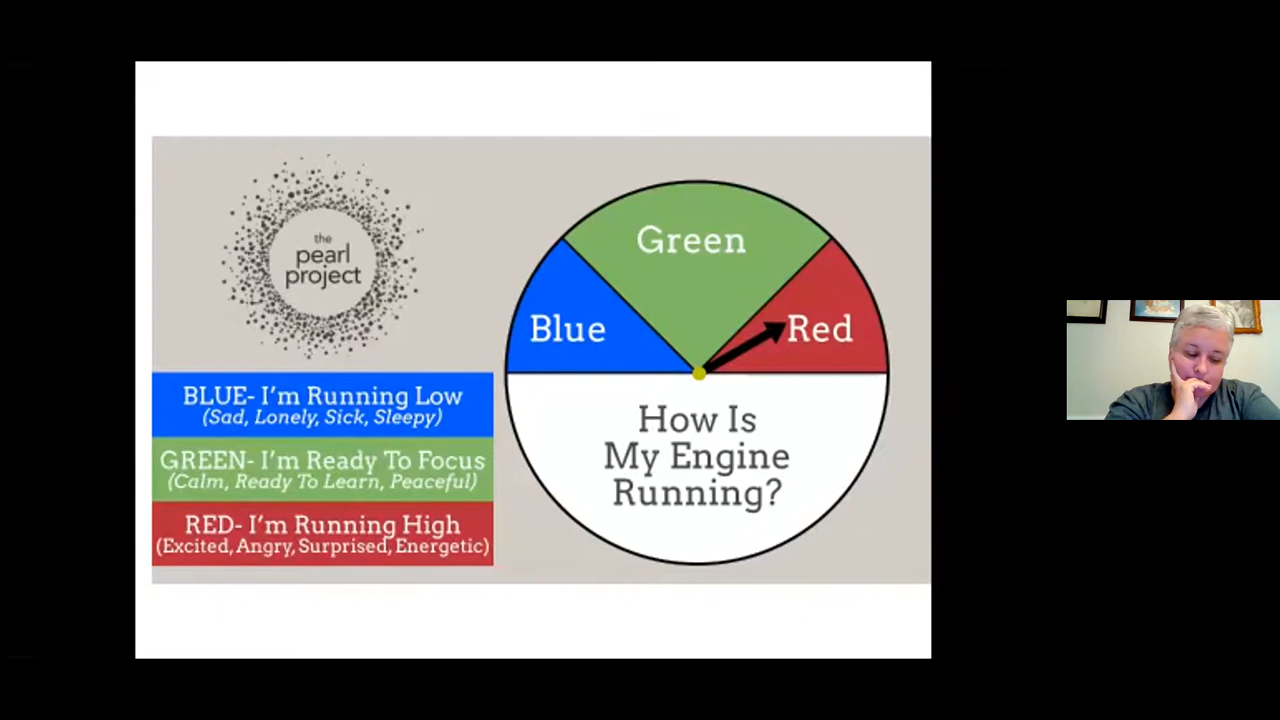 the
pearl
project
BLUE- I'm Running Low
(Sad, Lonely, Sick, Sleepy)
GREEN- I'm Ready To Focus
(Calm, Ready To Learn, Peaceful)
RED- I'm Running High
(Excited, Angry, Surprised, Energetic)
Green
Blue
Red
How Is
My Engine
Running?